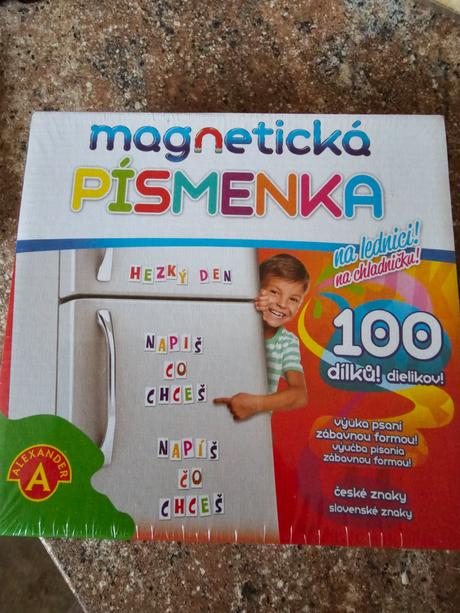 magnetická
PÍSMENKA
na lednici!
na chladničku!
HEZKÝ DEN
100
dílků! dielikov!
NAPIŠ
CO
CHCEŠ
výuka psaní
zábavnou formou!
výučba písania
zábavnou formou!
NAPÍŠ
ČO
CHCEŠ
ALEXANDER
A
české znaky
slovenské znaky